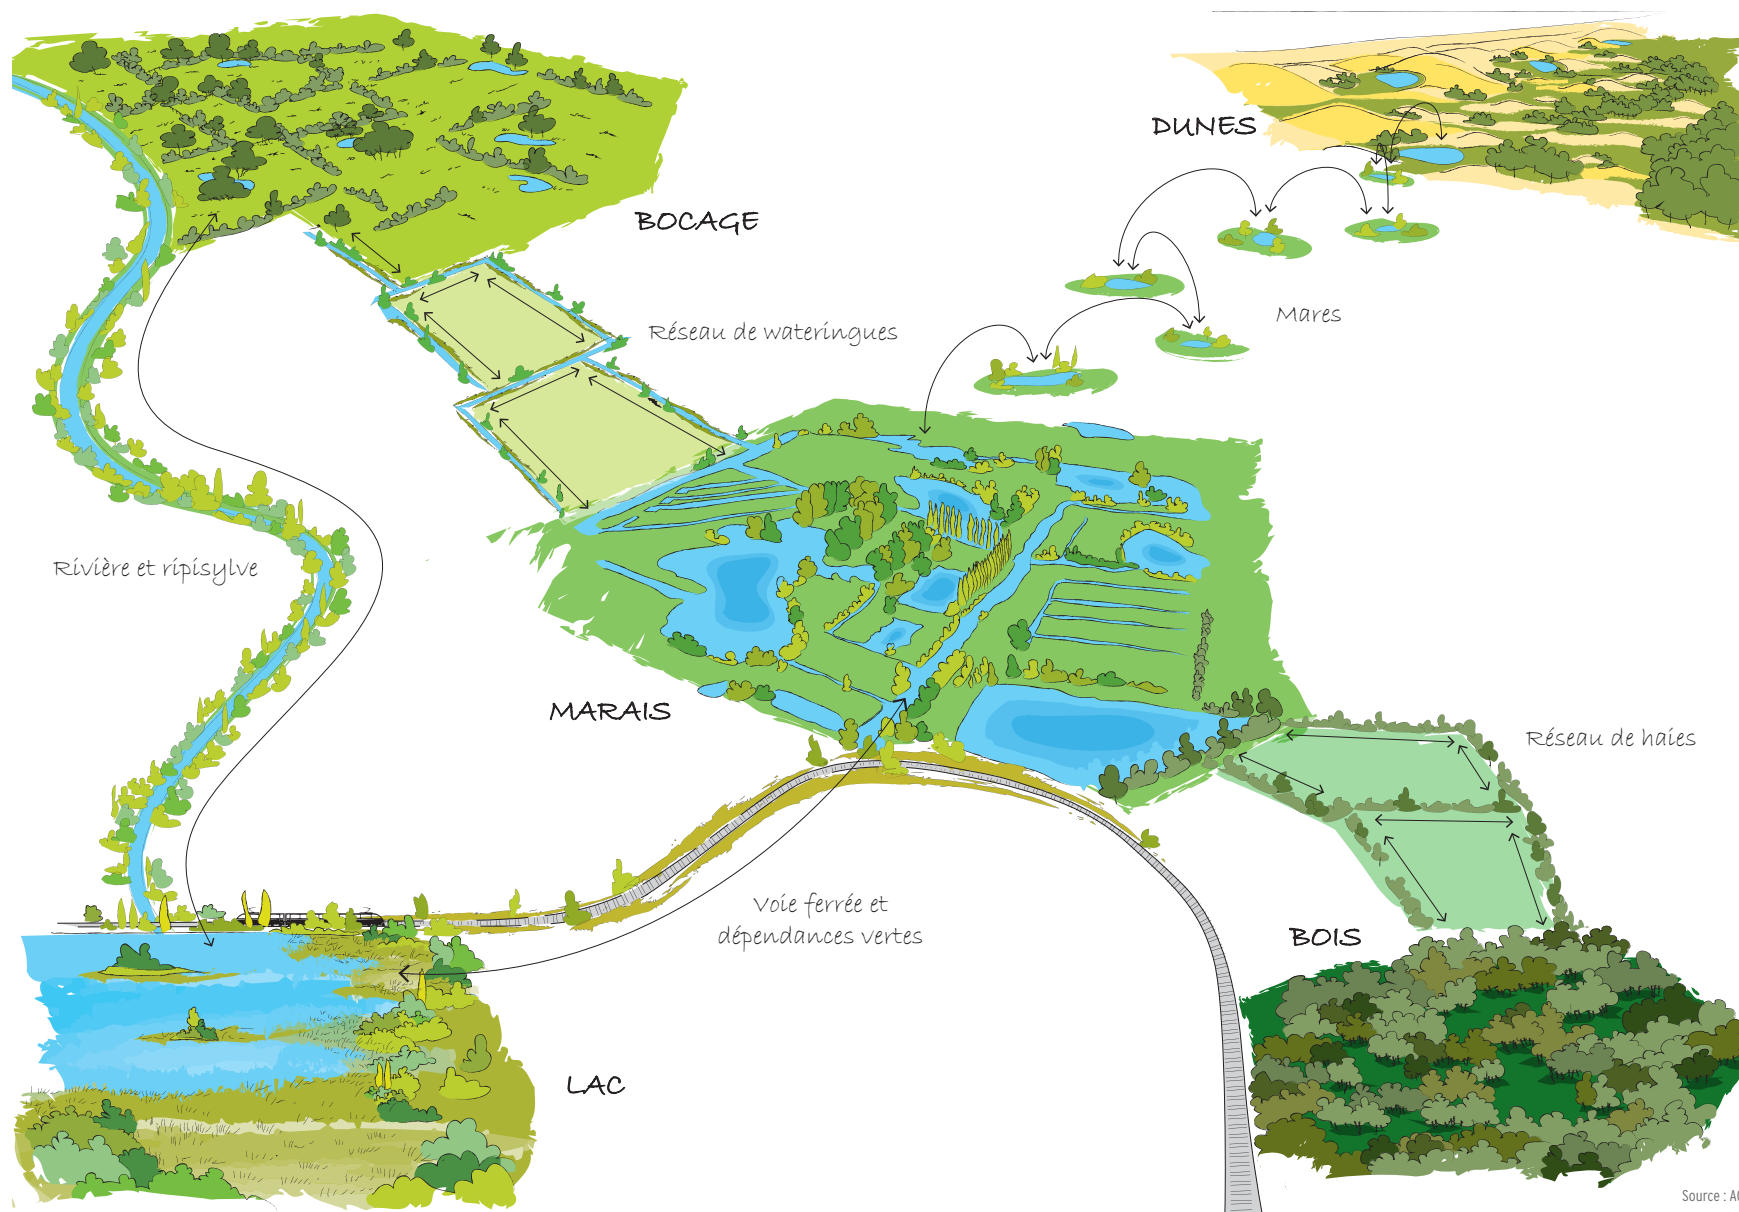 DUNES
BOCAGE
Mares
Réseau de wateringues
Rivière et ripisylve
MARAIS
Réseau de haies
Voie ferrée et
dépendances vertes
BOIS
LAC
Source :